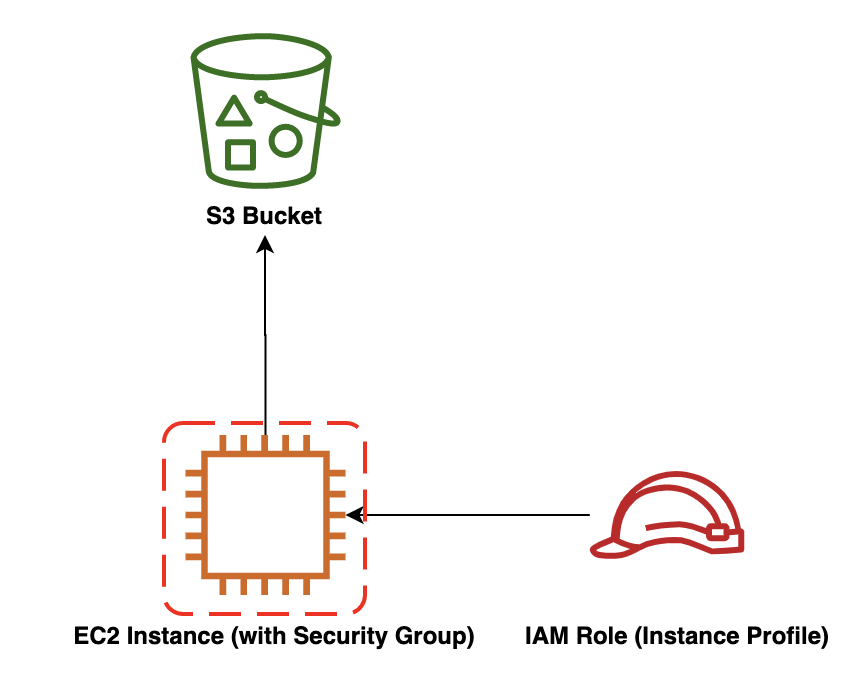 S3 Bucket
EC2 Instance (with Security Group)
IAM Role (Instance Profile)